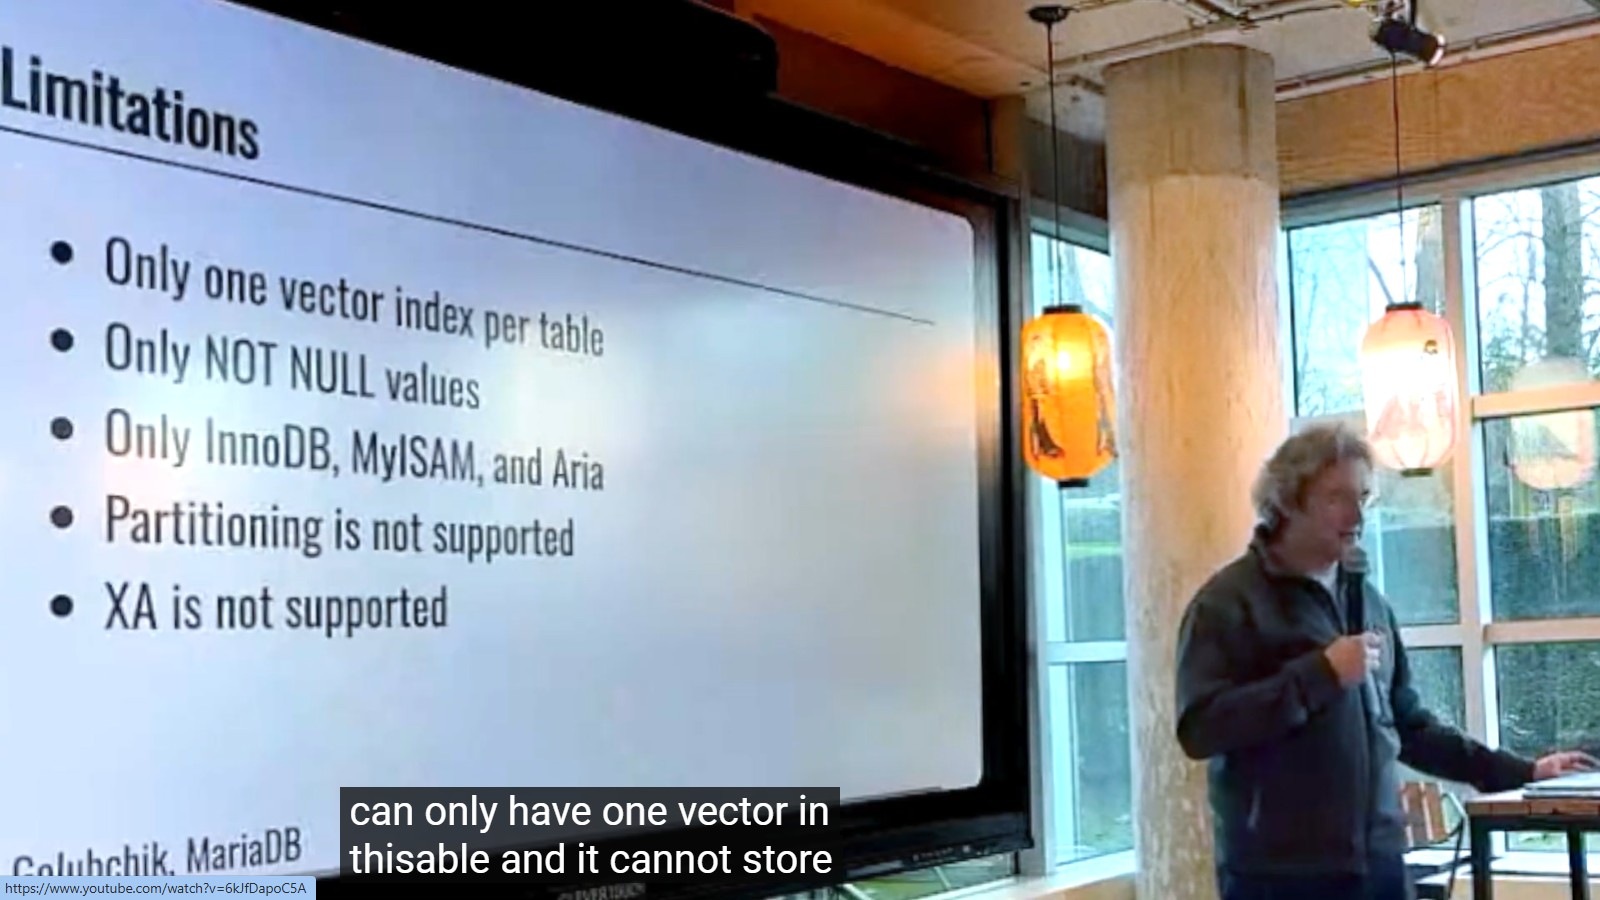 Limitations
Only one vector index per table
Only NOT NULL values
Only InnoDB, MyISAM, and Aria
Partitioning is not supported
XA is not supported
Golubchik, MariaDB
can only have one vector in
thisable and it cannot store
https://www.youtube.com/watch?v=6kJfDapoC5A